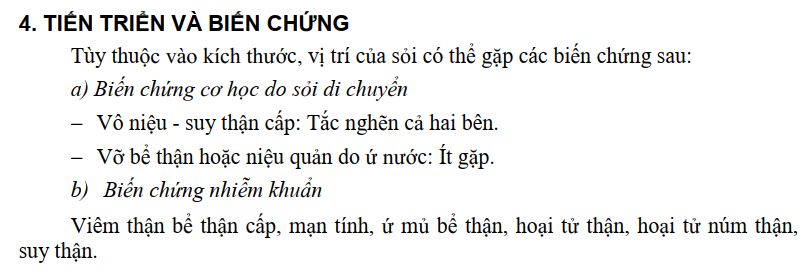 4. TIẾN TRIỂN VÀ BIẾN CHỨNG
Tùy thuộc vào kích thước, vị trí của sỏi có thể gặp các biến chứng sau:
a) Biến chứng cơ học do sỏi di chuyển
– Vô niệu - suy thận cấp: Tắc nghẽn cả hai bên.
– Vỡ bể thận hoặc niệu quản do ứ nước: Ít gặp.
b) Biến chứng nhiễm khuẩn
Viêm thận bể thận cấp, mạn tính, ứ mủ bể thận, hoại tử thận, hoại tử núm thận,
suy thận.